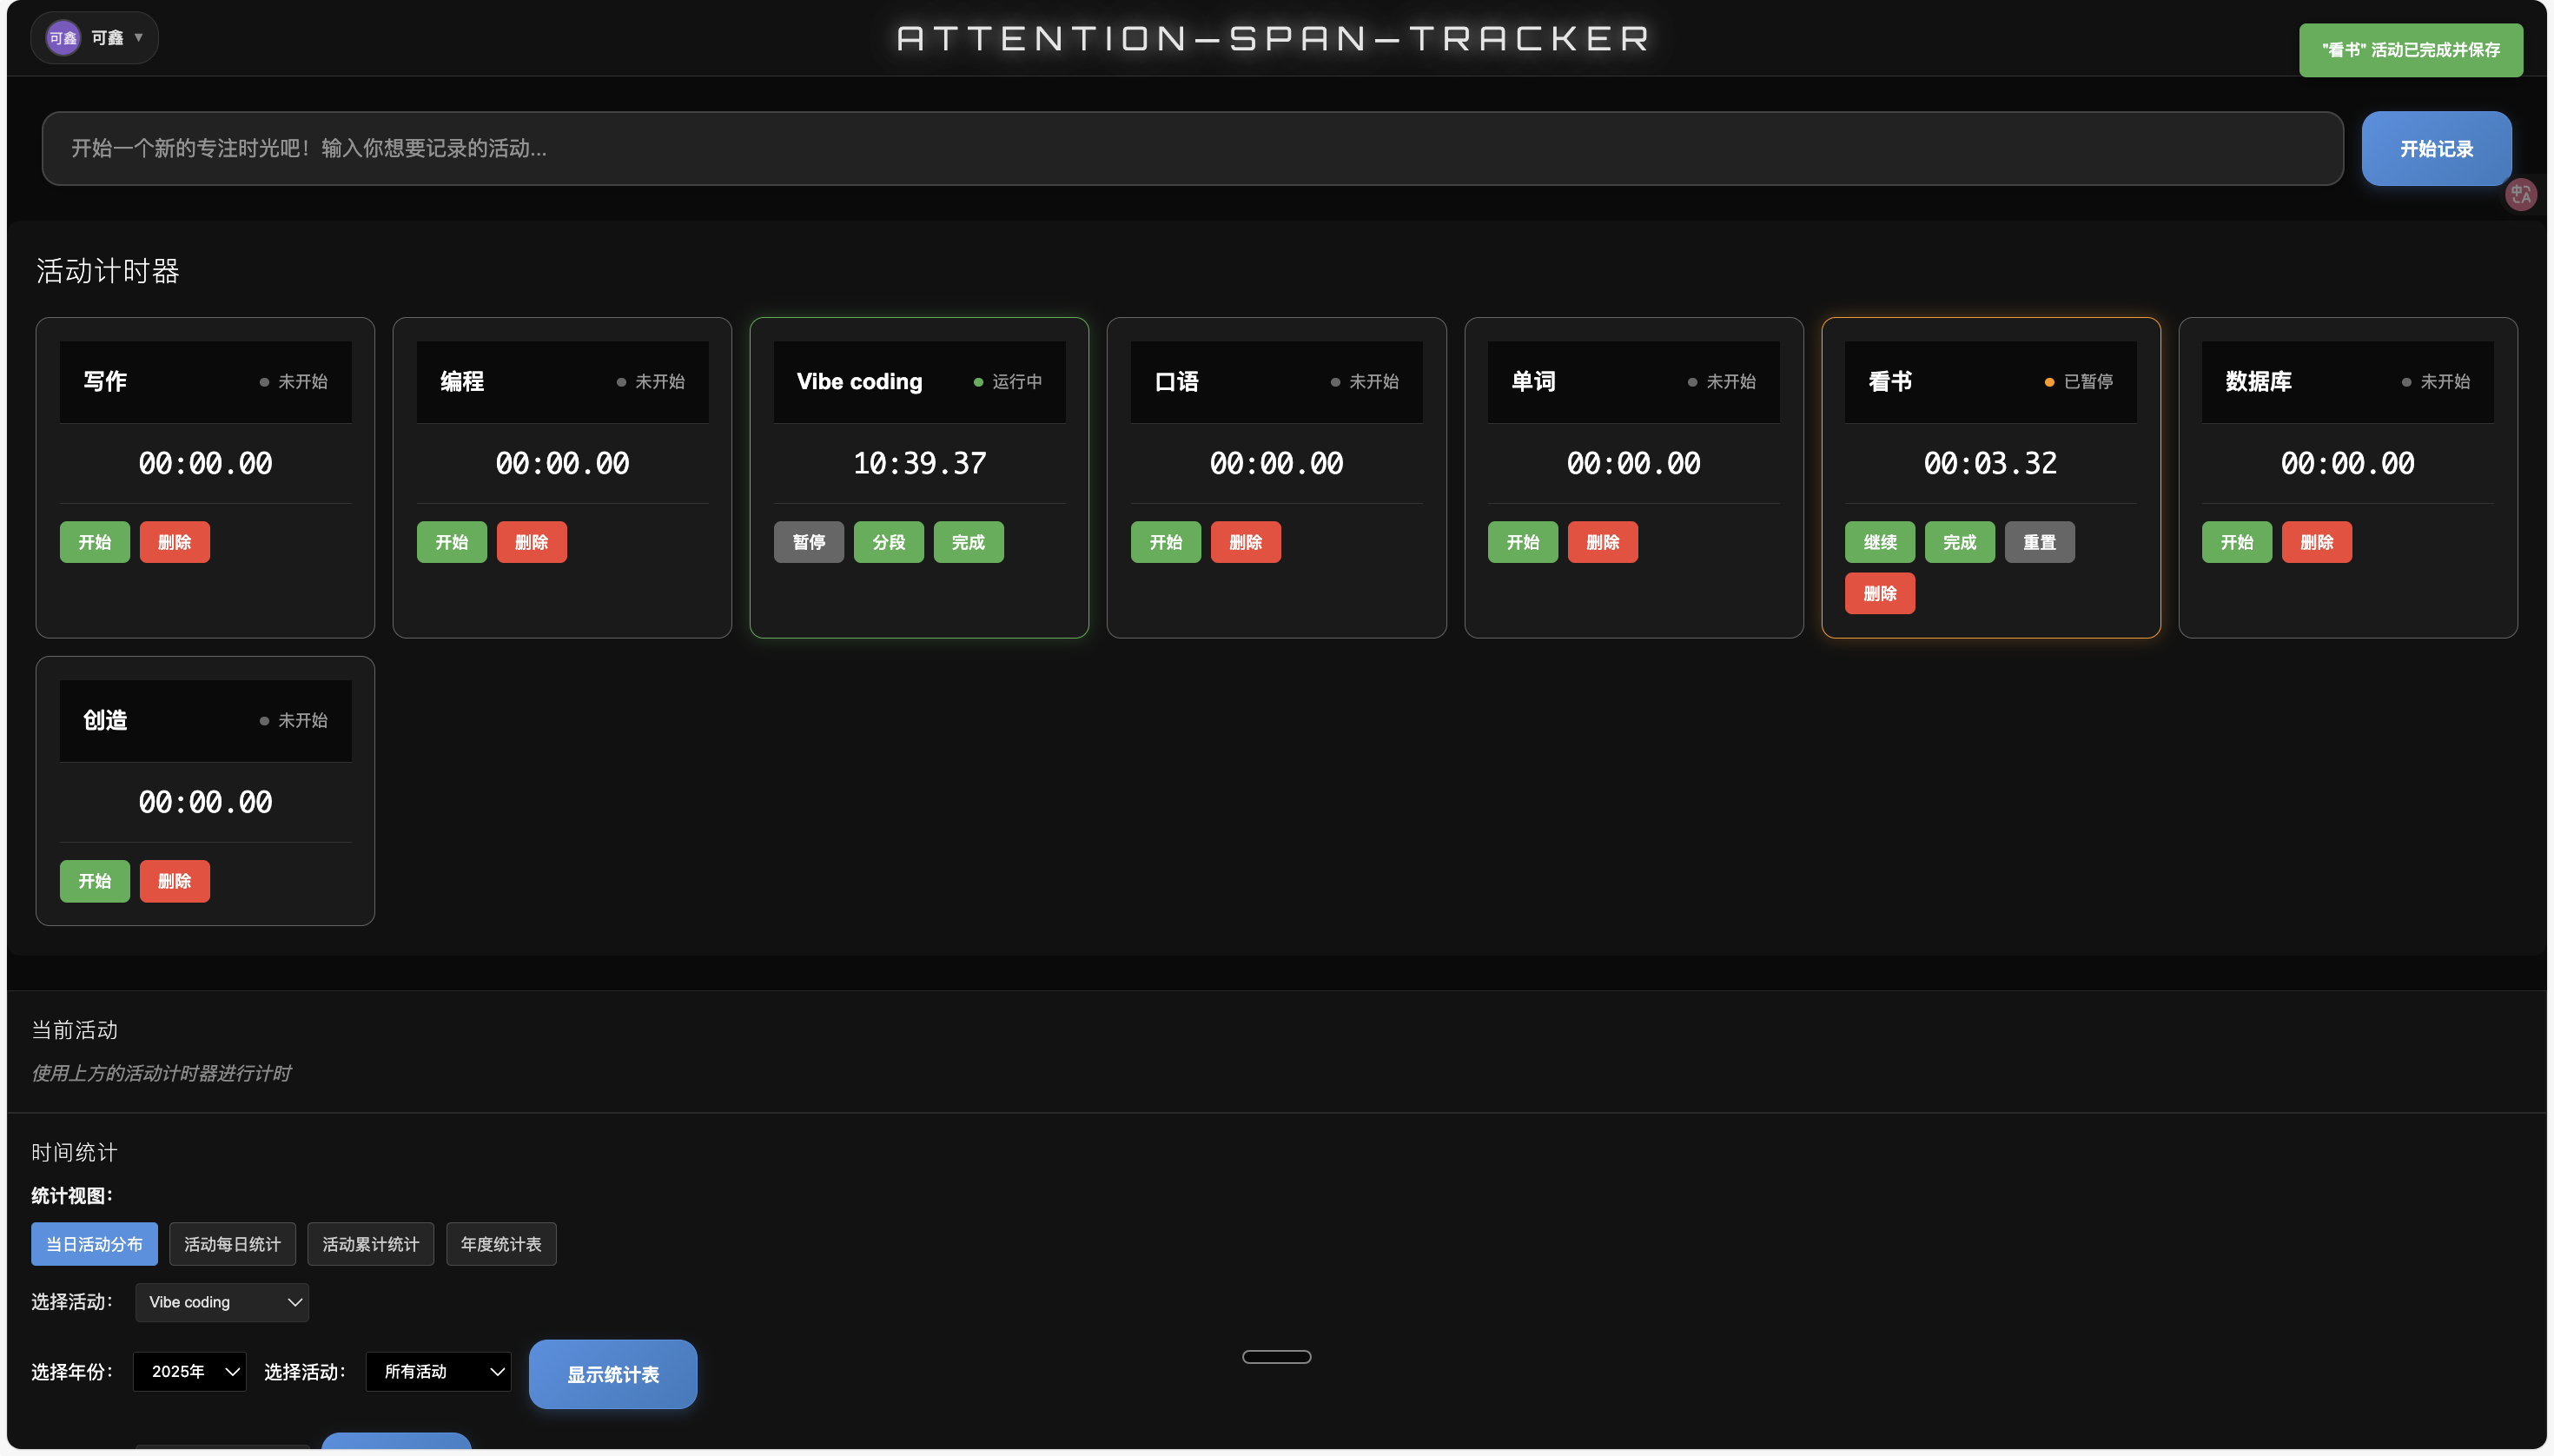 可鑫 可鑫 ▼
ATTENTION—SPAN—TRACKER
"看书" 活动已完成并保存
开始一个新的专注时光吧！输入你想要记录的活动...
开始记录
中 A
活动计时器
写作 未开始
00:00.00
开始 删除
编程 未开始
00:00.00
开始 删除
Vibe coding 运行中
10:39.37
暂停 分段 完成
口语 未开始
00:00.00
开始 删除
单词 未开始
00:00.00
开始 删除
看书 已暂停
00:03.32
继续 完成 重置
删除
数据库 未开始
00:00.00
开始 删除
创造 未开始
00:00.00
开始 删除
当前活动
使用上方的活动计时器进行计时
时间统计
统计视图：
当日活动分布 活动每日统计 活动累计统计 年度统计表
选择活动： Vibe coding
选择年份： 2025年 选择活动： 所有活动 显示统计表